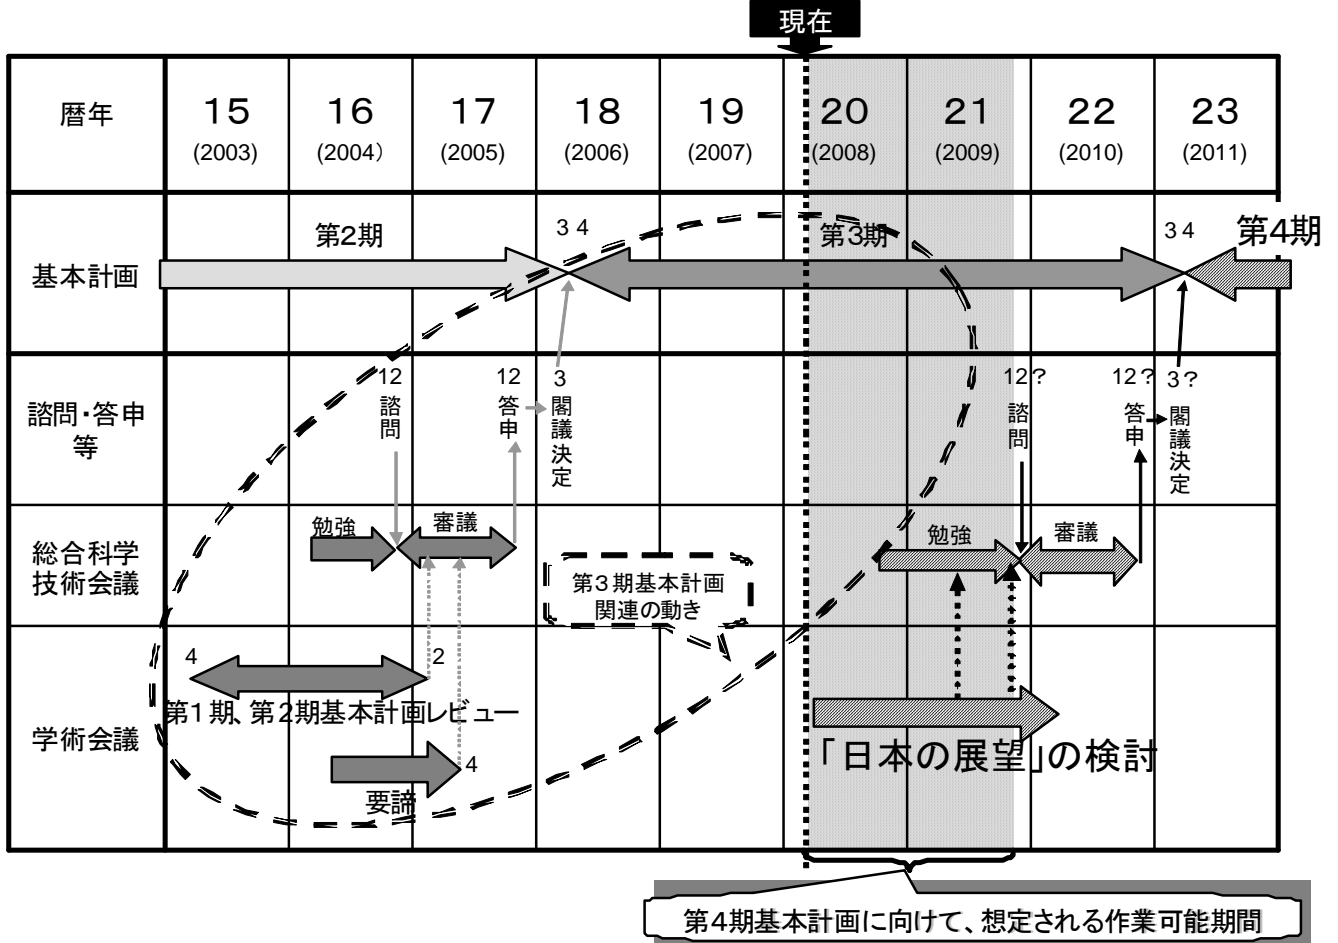 現在
暦年
15
(2003)
16
(2004)
17
(2005)
18
(2006)
19
(2007)
20
(2008)
21
(2009)
22
(2010)
23
(2011)
基本計画
第2期
3 4
第3期
3 4
第4期
諮問・答申
等
12
諮問
12
答申
3
閣議決定
12?
諮問
12?
答申
3?
閣議決定
総合科学
技術会議
勉強
審議
第3期基本計画
関連の動き
勉強
審議
学術会議
4
2
第1期、第2期基本計画レビュー
4
要諦
「日本の展望」の検討
第4期基本計画に向けて、想定される作業可能期間